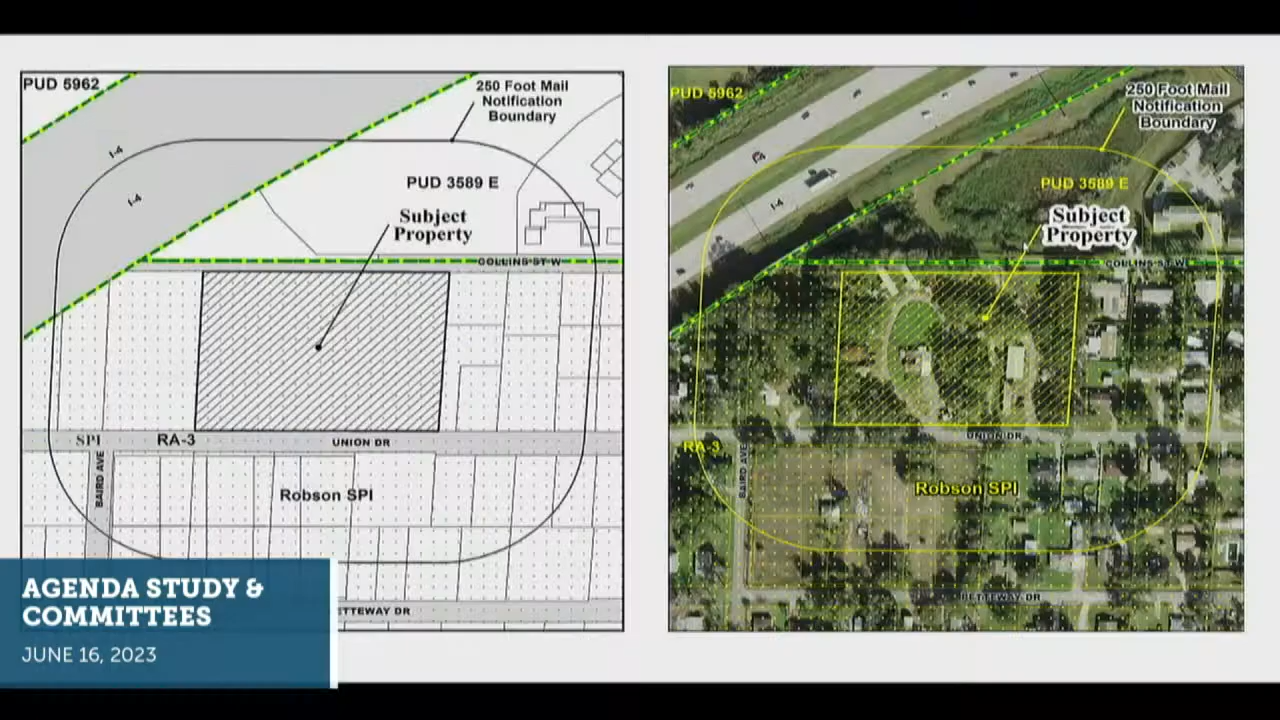 PUD 5962
250 Foot Mail
Notification
Boundary
I-4
I-4
PUD 3589 E
Subject
Property
COLLINS ST W
SPI
RA-3
UNION DR
BAIRD AVE
Robson SPI
ETTEWAY DR
PUD 5962
250 Foot Mail
Notification
Boundary
I-4
I-4
PUD 3589 E
Subject
Property
COLLINS ST W
RA-3
UNION DR
BAIRD AVE
Robson SPI
BETTEWAY DR
AGENDA STUDY &
COMMITTEES
JUNE 16, 2023